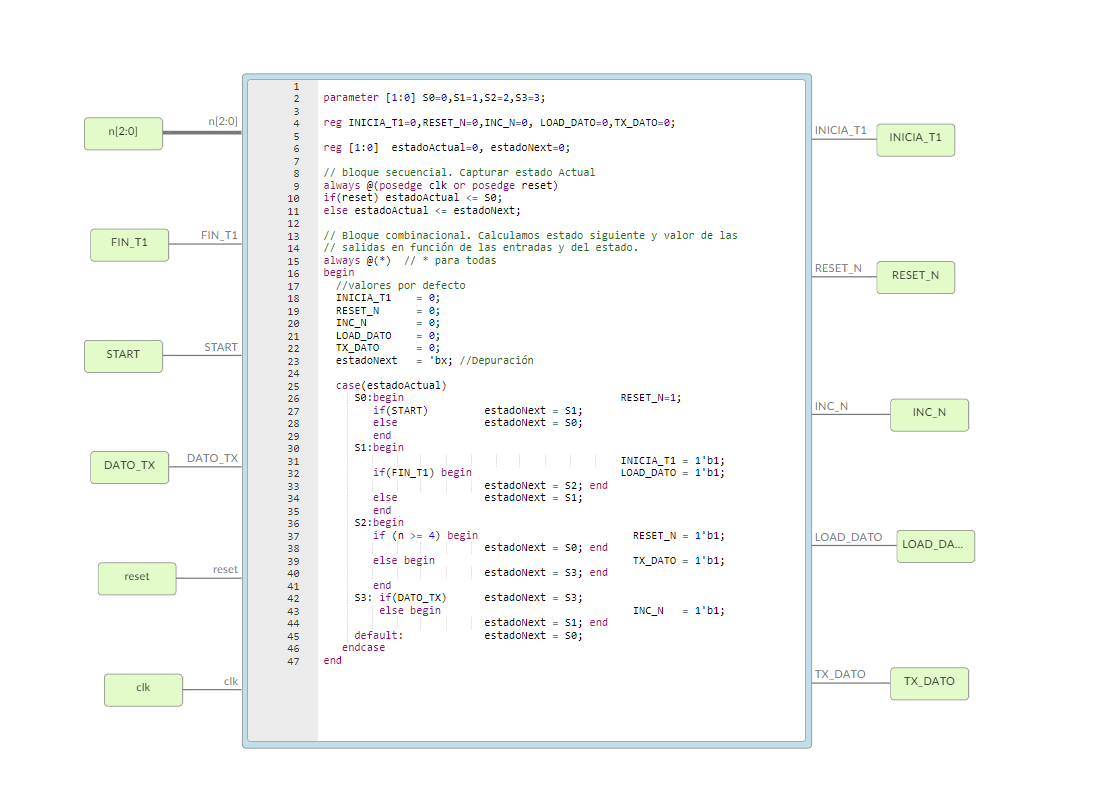 n[2:0]
n[2:0]
FIN_T1
FIN_T1
START
START
DATO_TX
DATO_TX
reset
reset
clk
clk
1
2 parameter [1:0] S0=0,S1=1,S2=2,S3=3;
3
4 reg INICIA_T1=0,RESET_N=0,INC_N=0, LOAD_DATO=0,TX_DATO=0;
5
6 reg [1:0]  estadoActual=0, estadoNext=0;
7
8 // bloque secuencial. Capturar estado Actual
9 always @(posedge clk or posedge reset)
10 if(reset) estadoActual <= S0;
11 else estadoActual <= estadoNext;
12
13 // Bloque combinacional. Calculamos estado siguiente y valor de las
14 // salidas en función de las entradas y del estado.
15 always @(*)  // * para todas
16 begin
17   //valores por defecto
18   INICIA_T1    = 0;
19   RESET_N      = 0;
20   INC_N        = 0;
21   LOAD_DATO    = 0;
22   TX_DATO      = 0;
23   estadoNext   = 'bx; //Depuración
24
25   case(estadoActual)
26      S0:begin                                   RESET_N=1;
27         if(START)         estadoNext = S1;
28         else              estadoNext = S0;
29         end
30      S1:begin
31                                                 INICIA_T1 = 1'b1;
32         if(FIN_T1) begin                        LOAD_DATO = 1'b1;
33                           estadoNext = S2; end
34         else              estadoNext = S1;
35         end
36      S2:begin
37         if (n >= 4) begin                         RESET_N = 1'b1;
38                           estadoNext = S0; end
39         else begin                                TX_DATO = 1'b1;
40                           estadoNext = S3; end
41         end
42      S3: if(DATO_TX)      estadoNext = S3;
43          else begin                               INC_N   = 1'b1;
44                           estadoNext = S1; end
45      default:             estadoNext = S0;
46    endcase
47 end
INICIA_T1
INICIA_T1
RESET_N
RESET_N
INC_N
INC_N
LOAD_DATO
LOAD_DA...
TX_DATO
TX_DATO